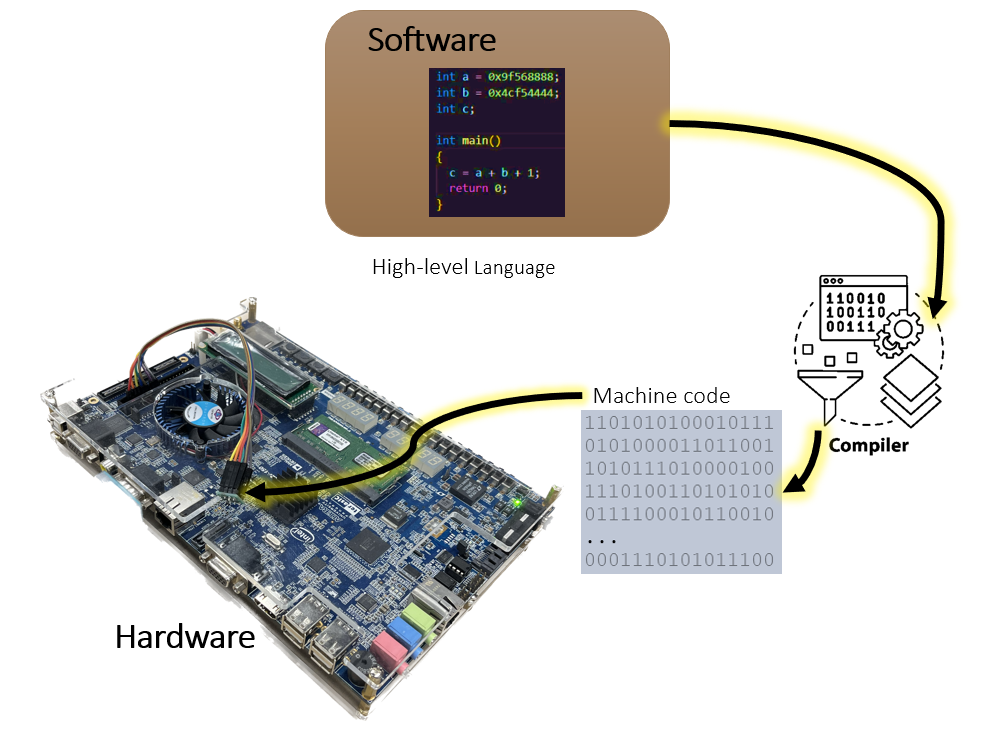 Software
int a = 0x9f568888;
int b = 0x4cf54444;
int c;
int main()
{
c = a + b + 1;
return 0;
}
High-level Language
110010
100110
00111
Compiler
Machine code
1101010100010111
0101000011011001
1010111010000100
1110100110101010
0111100010110010
...
0001110101011100
intel
Hardware